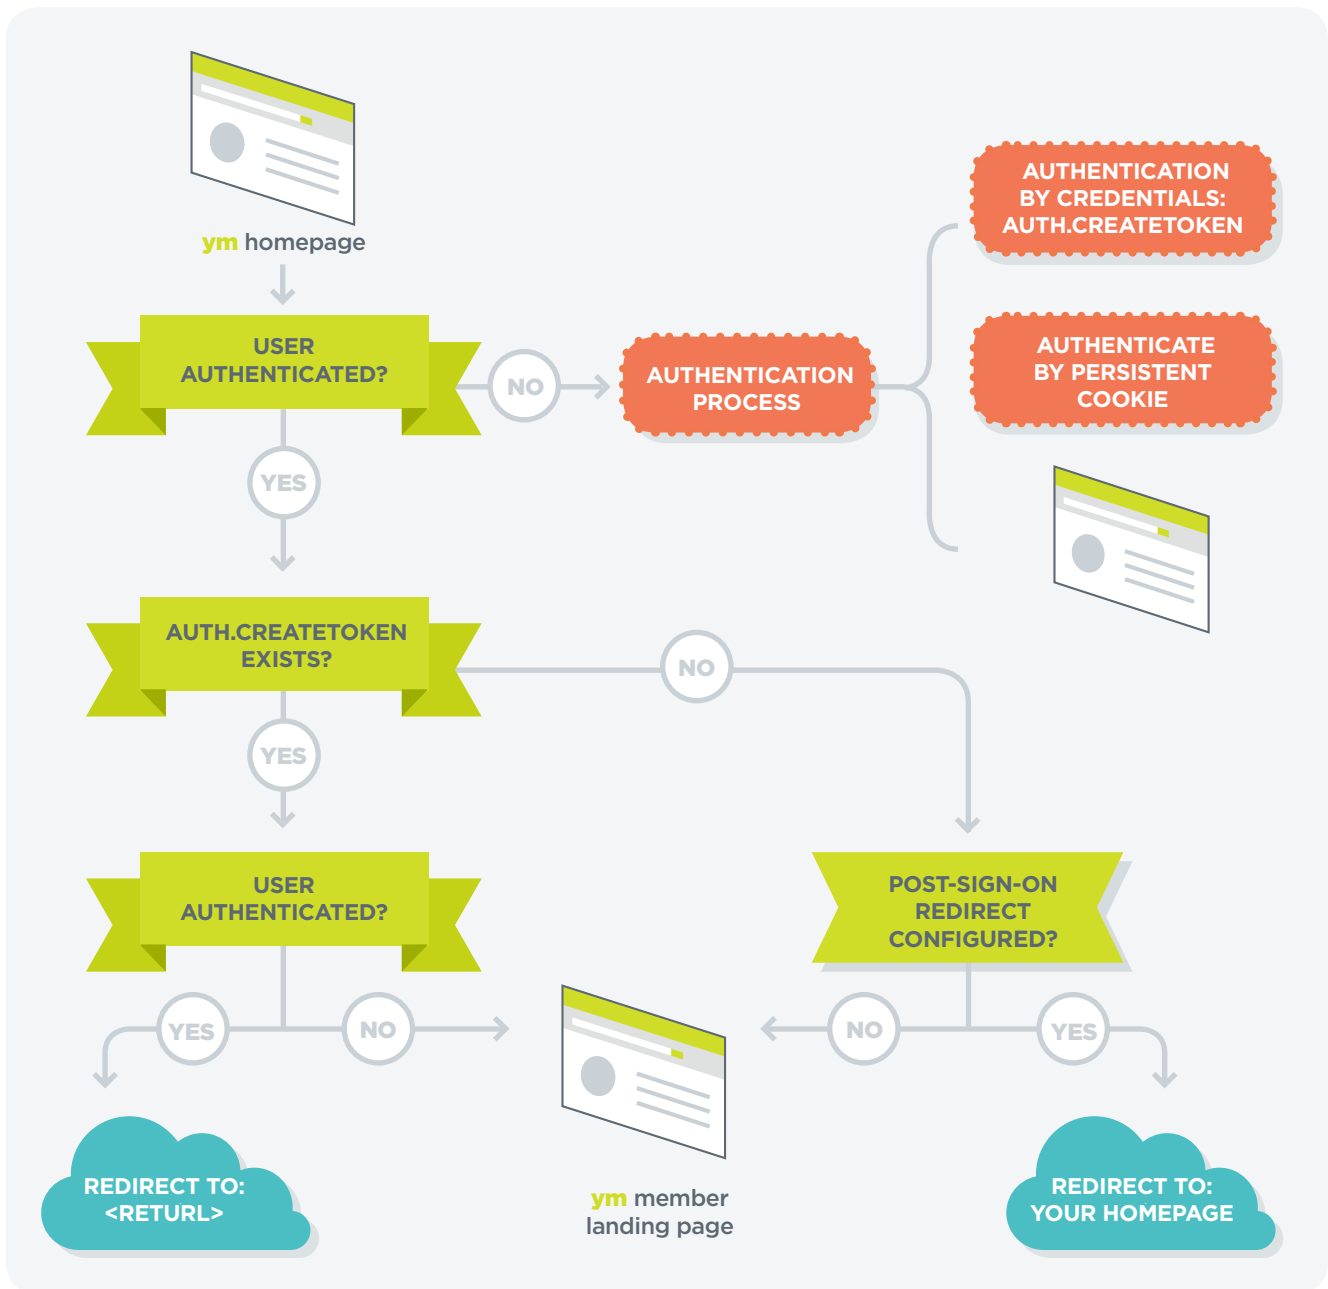 ym homepage
USER
AUTHENTICATED?
NO
AUTHENTICATION
PROCESS
AUTHENTICATION
BY CREDENTIALS:
AUTH.CREATETOKEN
AUTHENTICATE
BY PERSISTENT
COOKIE
YES
AUTH.CREATETOKEN
EXISTS?
NO
YES
USER
AUTHENTICATED?
POST-SIGN-ON
REDIRECT
CONFIGURED?
YES
NO
NO
YES
REDIRECT TO:
<RETURL>
ym member
landing page
REDIRECT TO:
YOUR HOMEPAGE